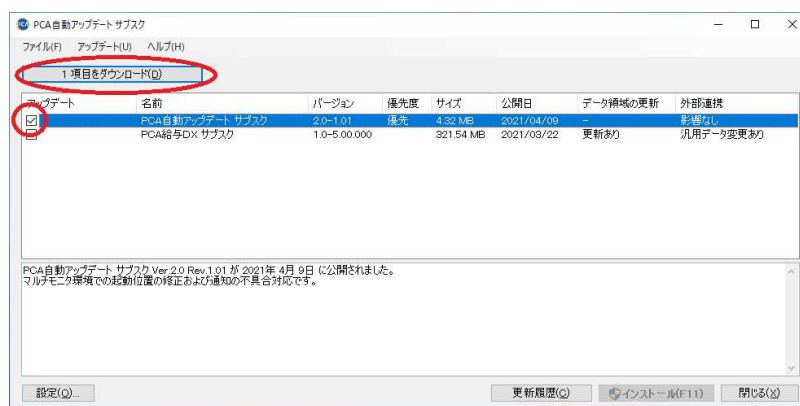 PCA自動アップデート サブスク
ファイル(F) アップデート(U) ヘルプ(H)
1 項目をダウンロード(D)
アップデート 名前 バージョン 優先度 サイズ 公開日 データ領域の更新 外部連携
PCA自動アップデート サブスク 2.0-1.01 優先 4.32 MB 2021/04/09 - 影響なし
PCA給与DX サブスク 1.0-5.00.000 321.54 MB 2021/03/22 更新あり 汎用データ変更あり
PCA自動アップデート サブスク Ver.2.0 Rev.1.01 が 2021年 4月 9日 に公開されました。
マルチモニタ環境での起動位置の修正および通知の不具合対応です。
設定(O)... 更新履歴(C) インストール(F11) 閉じる(X)